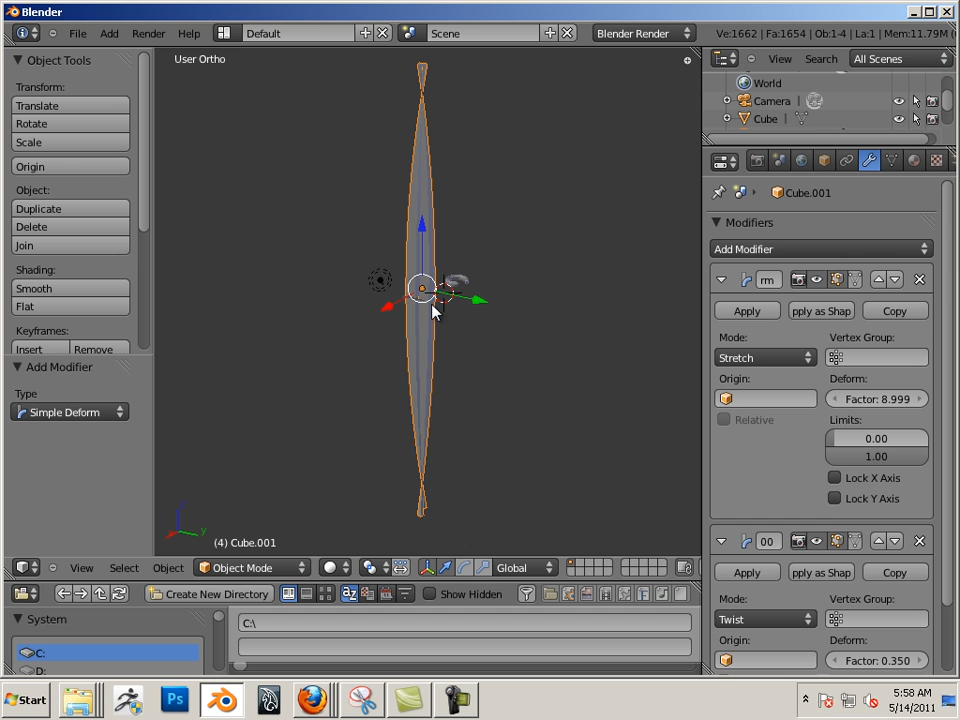 Blender
File Add Render Help Default Scene Blender Render Ve:1662 | Fa:1654 | Ob:1-4 | La:1 | Mem:11.79M
Object Tools
Transform:
Translate
Rotate
Scale
Origin
Object:
Duplicate
Delete
Join
Shading:
Smooth
Flat
Keyframes:
Insert Remove
Add Modifier
Type
Simple Deform
User Ortho
y
(4) Cube.001
View Select Object Object Mode Global
Create New Directory Show Hidden
System
C:
D:
C:\
View Search All Scenes
World
Camera
Cube
Cube.001
Modifiers
Add Modifier
rm
Apply pply as Shap Copy
Mode: Vertex Group:
Stretch
Origin: Deform:
Factor: 8.999
Relative Limits:
0.00
1.00
Lock X Axis
Lock Y Axis
00
Apply pply as Shap Copy
Mode: Vertex Group:
Twist
Origin: Deform:
Factor: 0.350
Start Ps 5:58 AM
5/14/2011